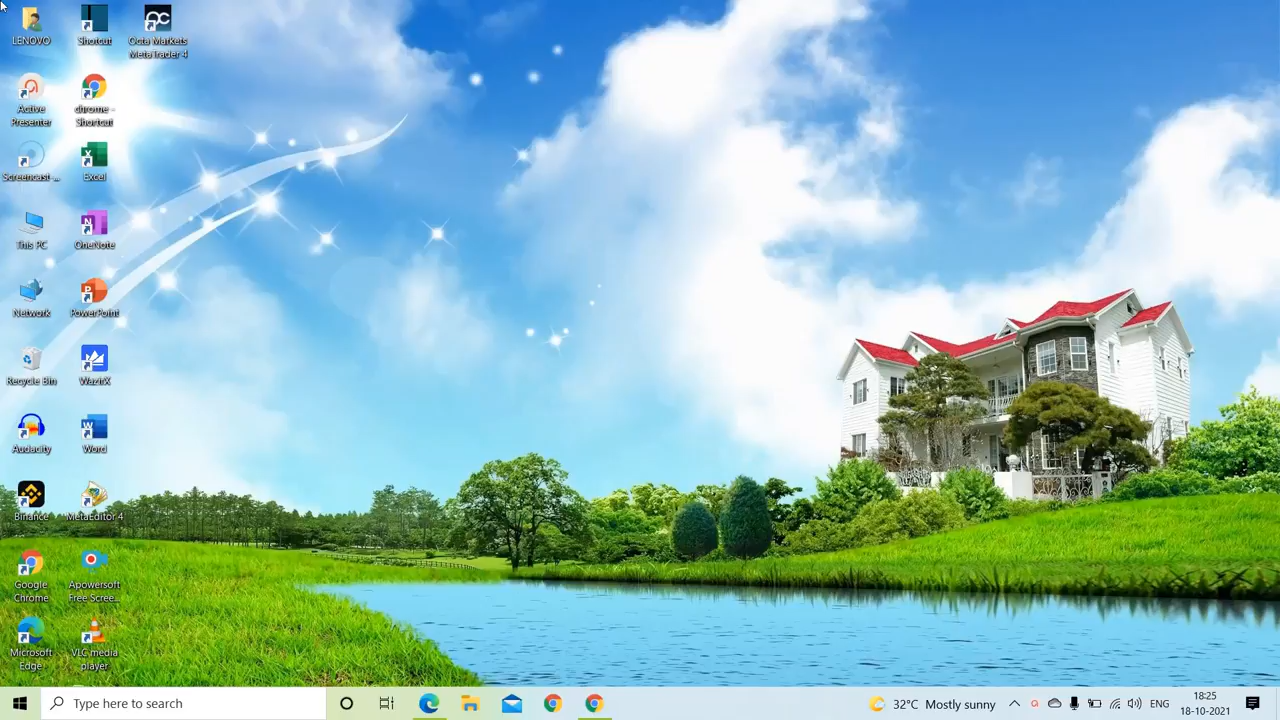 LENOVO
Shortcut
Octa Markets
MetaTrader 4
Active
Presenter
chrome -
Shortcut
Screencast ...
Excel
This PC
OneNote
Network
PowerPoint
Recycle Bin
WazirX
Audacity
Word
Binance
MetaEditor 4
Google
Chrome
Apowersoft
Free Scree...
Microsoft
Edge
VLC media
player
Type here to search
32°C Mostly sunny
ENG
18:25
18-10-2021